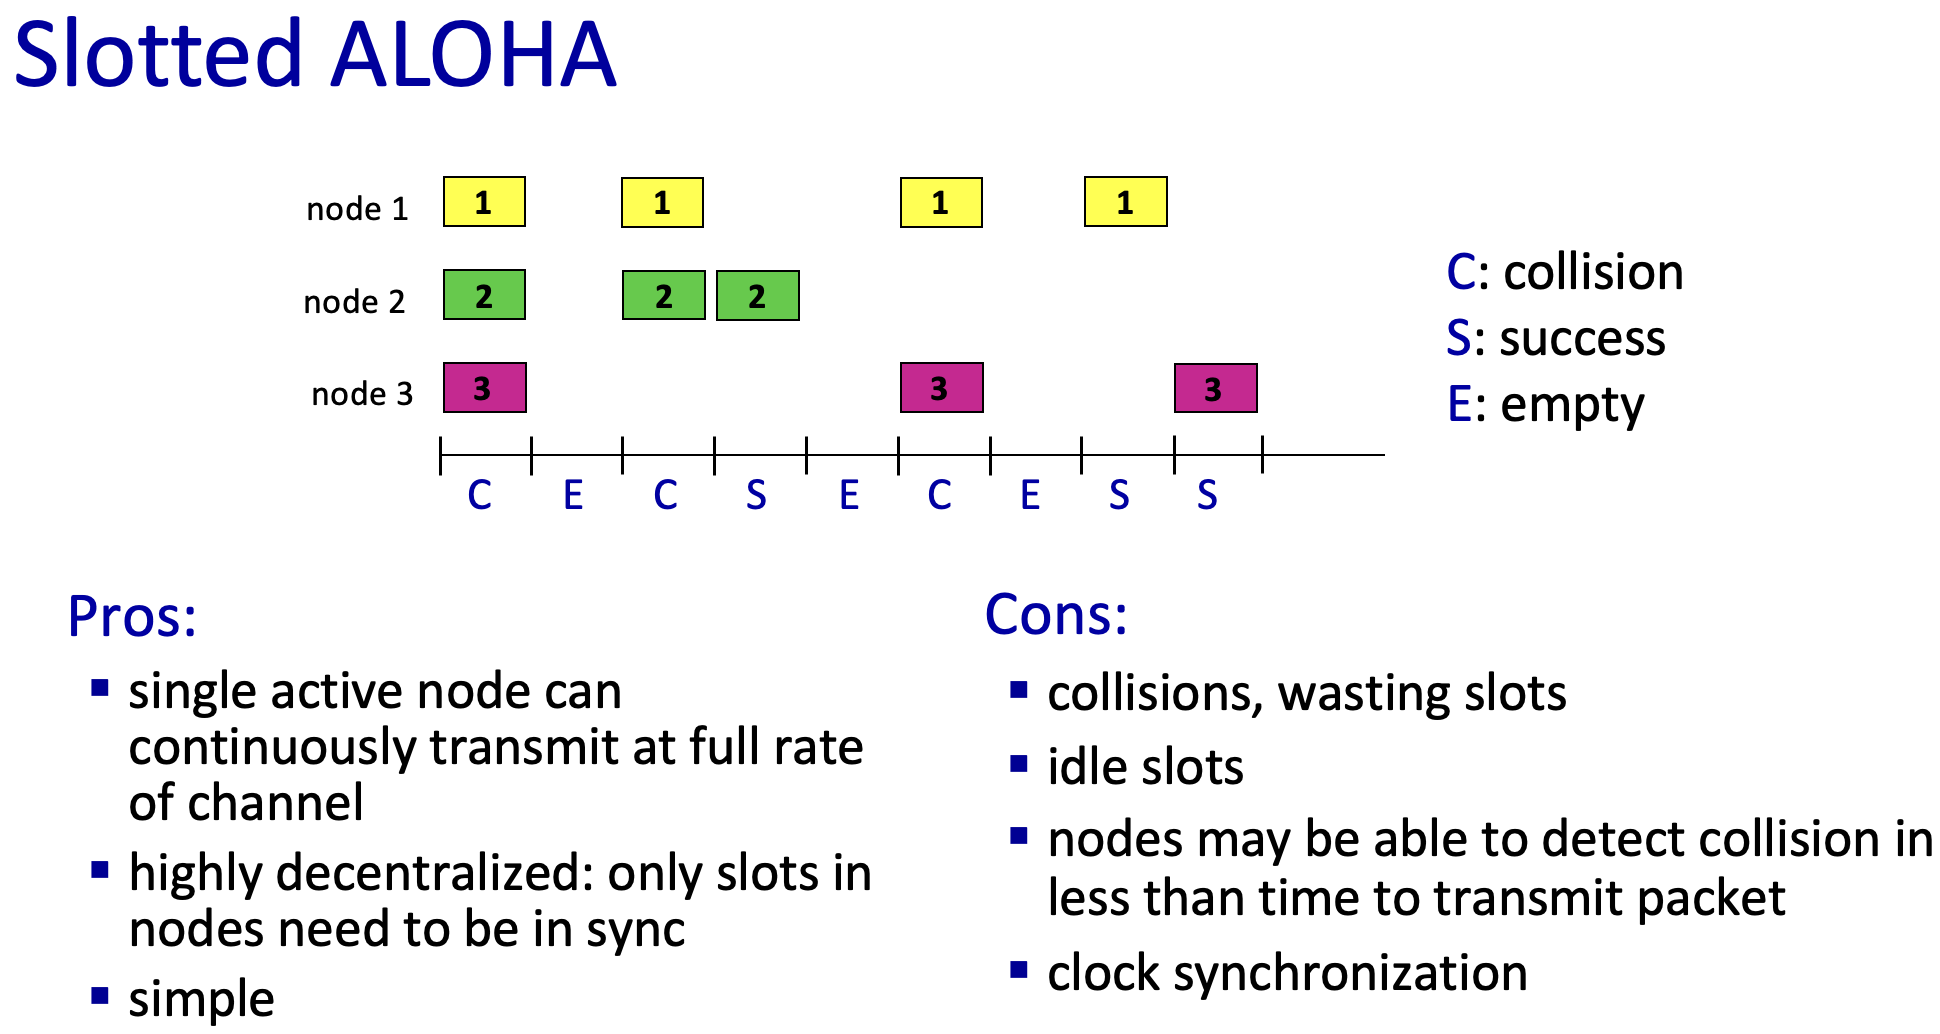 Slotted ALOHA
node 1 1 1 1 1
node 2 2 2 2
node 3 3 3 3
C E C S E C E S S
C: collision
S: success
E: empty
Pros:
▪ single active node can
continuously transmit at full rate
of channel
▪ highly decentralized: only slots in
nodes need to be in sync
▪ simple
Cons:
▪ collisions, wasting slots
▪ idle slots
▪ nodes may be able to detect collision in
less than time to transmit packet
▪ clock synchronization